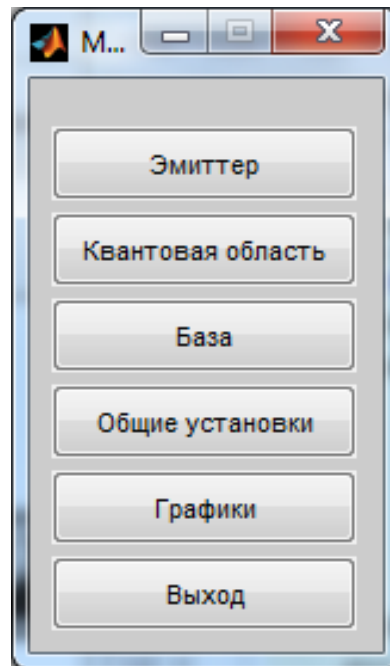 М...
Эмиттер
Квантовая область
База
Общие установки
Графики
Выход